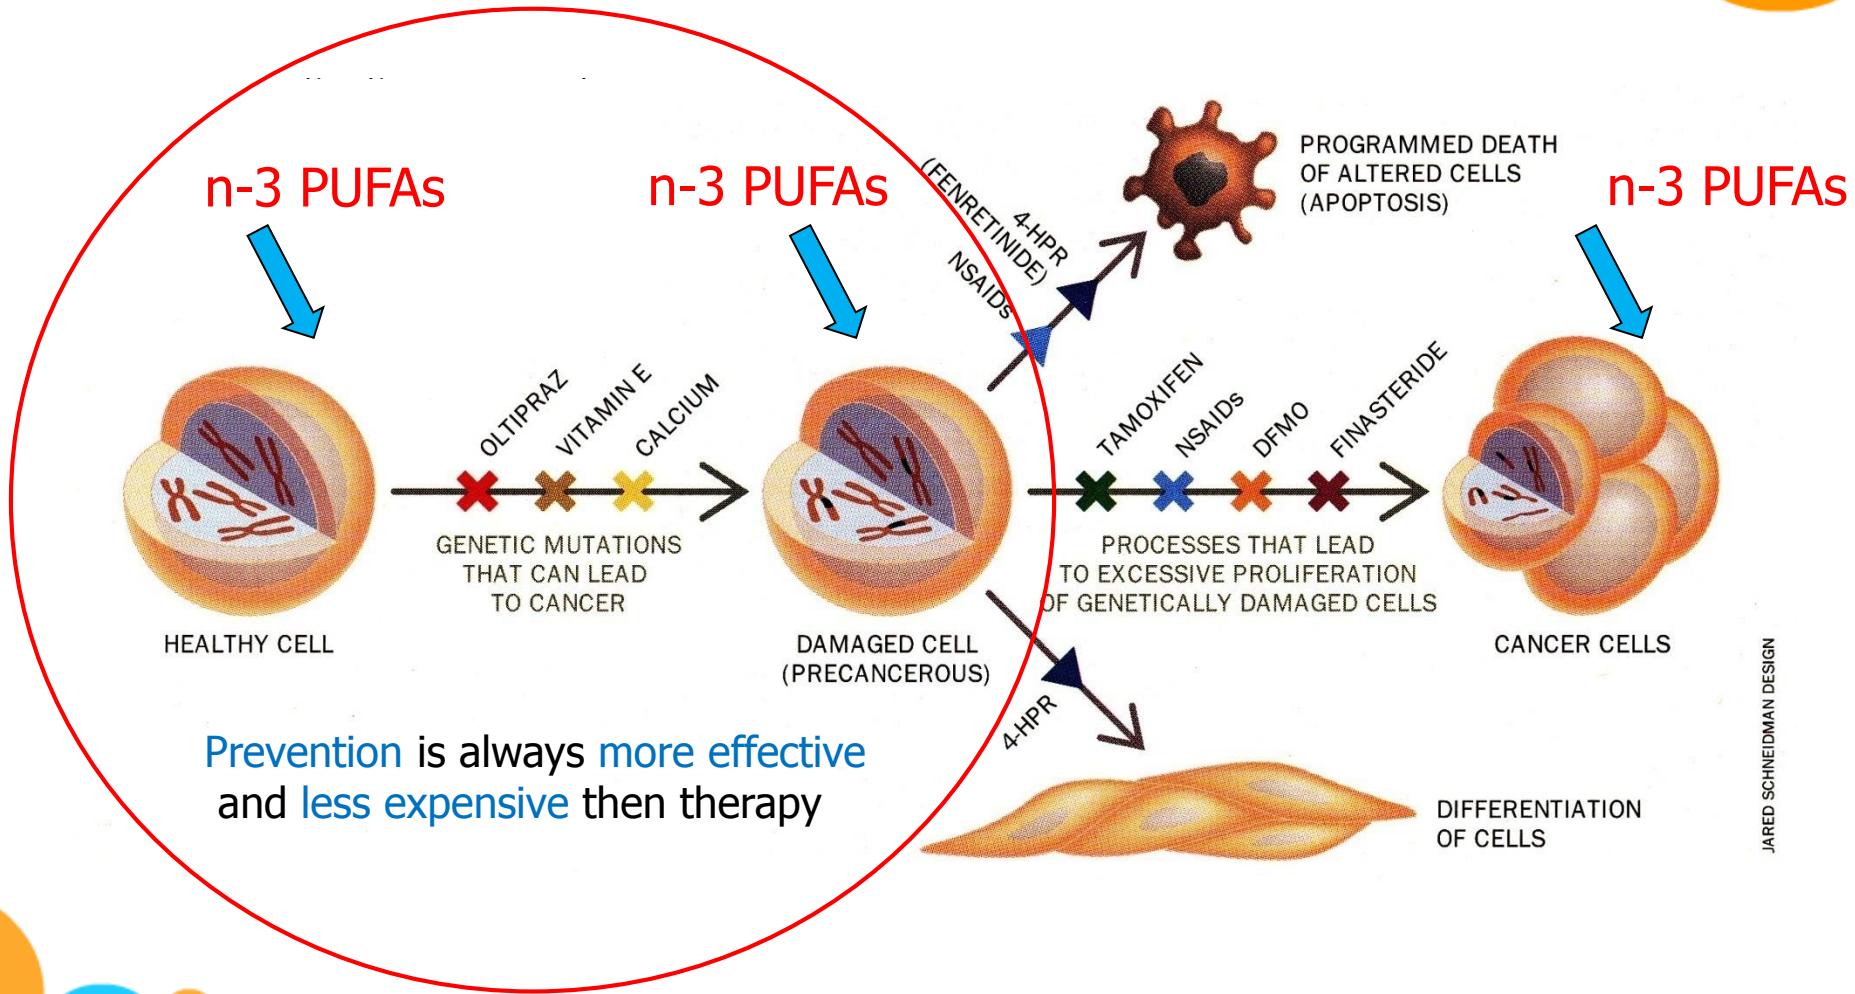 n-3 PUFAs
n-3 PUFAs
n-3 PUFAs
(FENRETINIDE)
4-HPR
NSAIDs
PROGRAMMED DEATH
OF ALTERED CELLS
(APOPTOSIS)
OLTIPRAZ
VITAMIN E
CALCIUM
TAMOXIFEN
NSAIDs
DFMO
FINASTERIDE
GENETIC MUTATIONS
THAT CAN LEAD
TO CANCER
PROCESSES THAT LEAD
TO EXCESSIVE PROLIFERATION
OF GENETICALLY DAMAGED CELLS
HEALTHY CELL
DAMAGED CELL
(PRECANCEROUS)
CANCER CELLS
4-HPR
Prevention is always more effective
and less expensive then therapy
DIFFERENTIATION
OF CELLS
JARED SCHNEIDMAN DESIGN